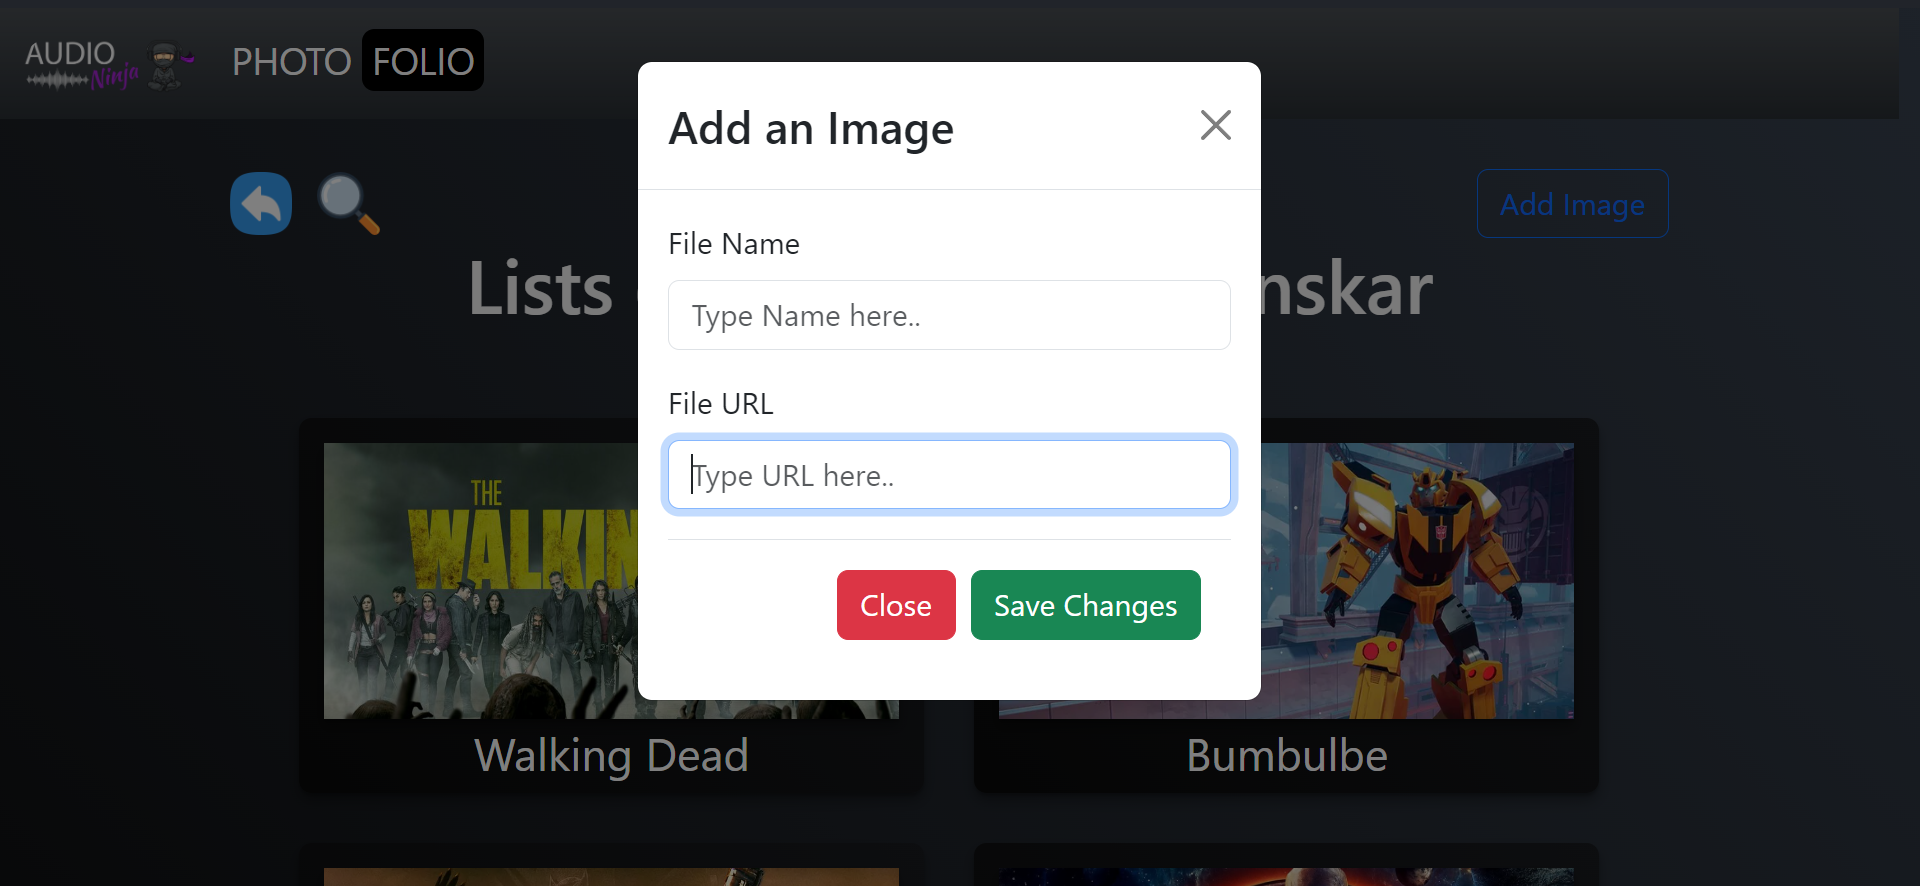 AUDIO
Ninja
PHOTO FOLIO
Add an Image
Add Image
File Name
Lists nskar
Type Name here..
File URL
Type URL here..
THE
WALKIN
Close Save Changes
Walking Dead
Bumbulbe